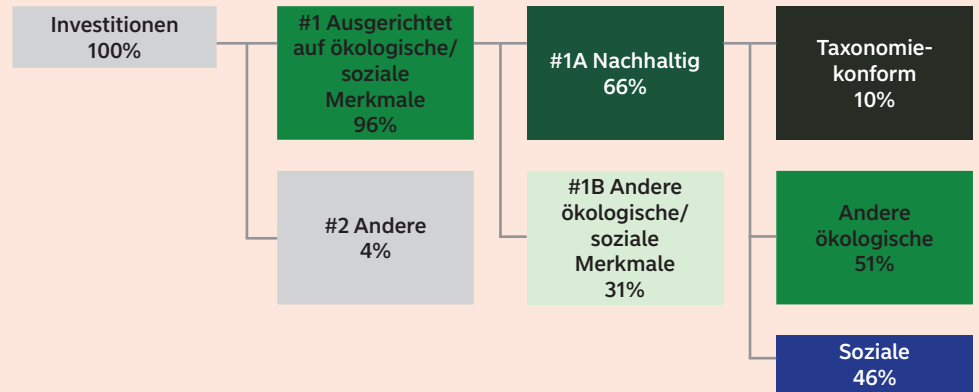 Investitionen
100%
#1 Ausgerichtet
auf ökologische/
soziale
Merkmale
96%
#2 Andere
4%
#1A Nachhaltig
66%
#1B Andere
ökologische/
soziale
Merkmale
31%
Taxonomie-
konform
10%
Andere
ökologische
51%
Soziale
46%